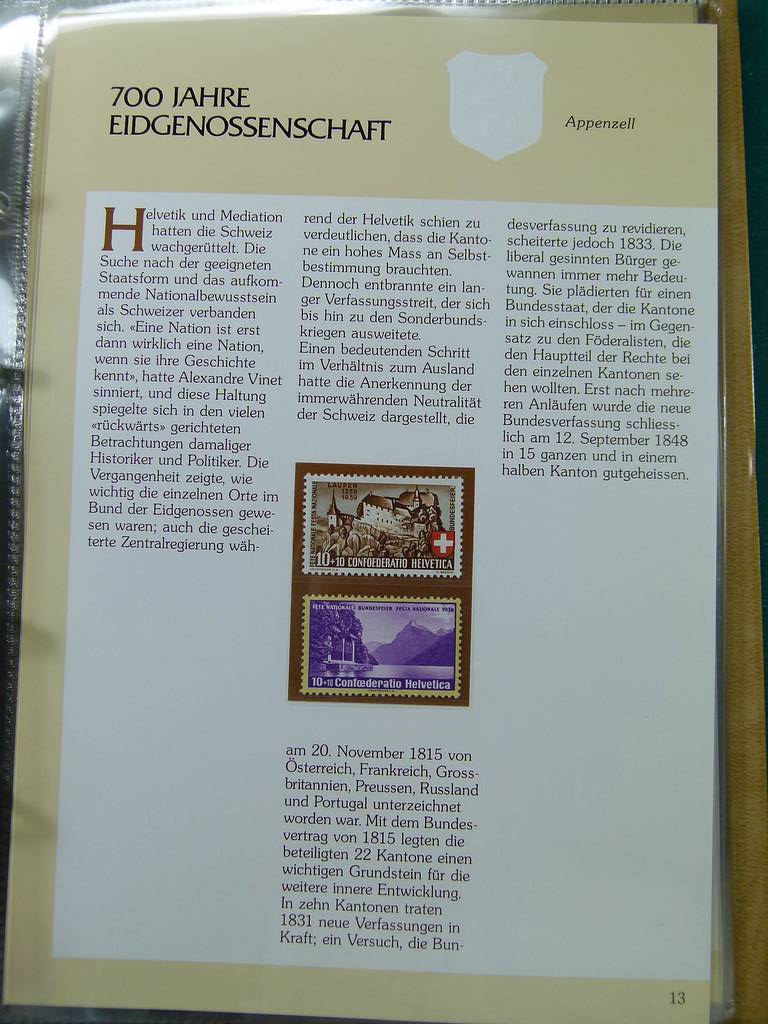 700 JAHRE
EIDGENOSSENSCHAFT
Appenzell
Helvetik und Mediation
hatten die Schweiz
wachgerüttelt. Die
Suche nach der geeigneten
Staatsform und das aufkom-
mende Nationalbewusstsein
als Schweizer verbanden
sich. «Eine Nation ist erst
dann wirklich eine Nation,
wenn sie ihre Geschichte
kennt», hatte Alexandre Vinet
sinniert, und diese Haltung
spiegelte sich in den vielen
«rückwärts» gerichteten
Betrachtungen damaliger
Historiker und Politiker. Die
Vergangenheit zeigte, wie
wichtig die einzelnen Orte im
Bund der Eidgenossen gewe-
sen waren; auch die geschei-
terte Zentralregierung wäh-
rend der Helvetik schien zu
verdeutlichen, dass die Kanto-
ne ein hohes Mass an Selbst-
bestimmung brauchten.
Dennoch entbrannte ein lan-
ger Verfassungsstreit, der sich
bis hin zu den Sonderbunds-
kriegen ausweitete.
Einen bedeutenden Schritt
im Verhältnis zum Ausland
hatte die Anerkennung der
immerwährenden Neutralität
der Schweiz dargestellt, die
LAUPEN
1339
1939
FETE NATIONALE FESTA NAZIONALE
BUNDESFEIER
10+10 CONFOEDERATIO HELVETICA
FETE NATIONALE BUNDESFEIER FESTA NAZIONALE 1938
10+10 Confœderatio Helvetica
am 20. November 1815 von
Österreich, Frankreich, Gross-
britannien, Preussen, Russland
und Portugal unterzeichnet
worden war. Mit dem Bundes-
vertrag von 1815 legten die
beteiligten 22 Kantone einen
wichtigen Grundstein für die
weitere innere Entwicklung.
In zehn Kantonen traten
1831 neue Verfassungen in
Kraft; ein Versuch, die Bun-
desverfassung zu revidieren,
scheiterte jedoch 1833. Die
liberal gesinnten Bürger ge-
wannen immer mehr Bedeu-
tung. Sie plädierten für einen
Bundesstaat, der die Kantone
in sich einschloss – im Gegen-
satz zu den Föderalisten, die
den Hauptteil der Rechte bei
den einzelnen Kantonen se-
hen wollten. Erst nach mehre-
ren Anläufen wurde die neue
Bundesverfassung schliess-
lich am 12. September 1848
in 15 ganzen und in einem
halben Kanton gutgeheissen.
13